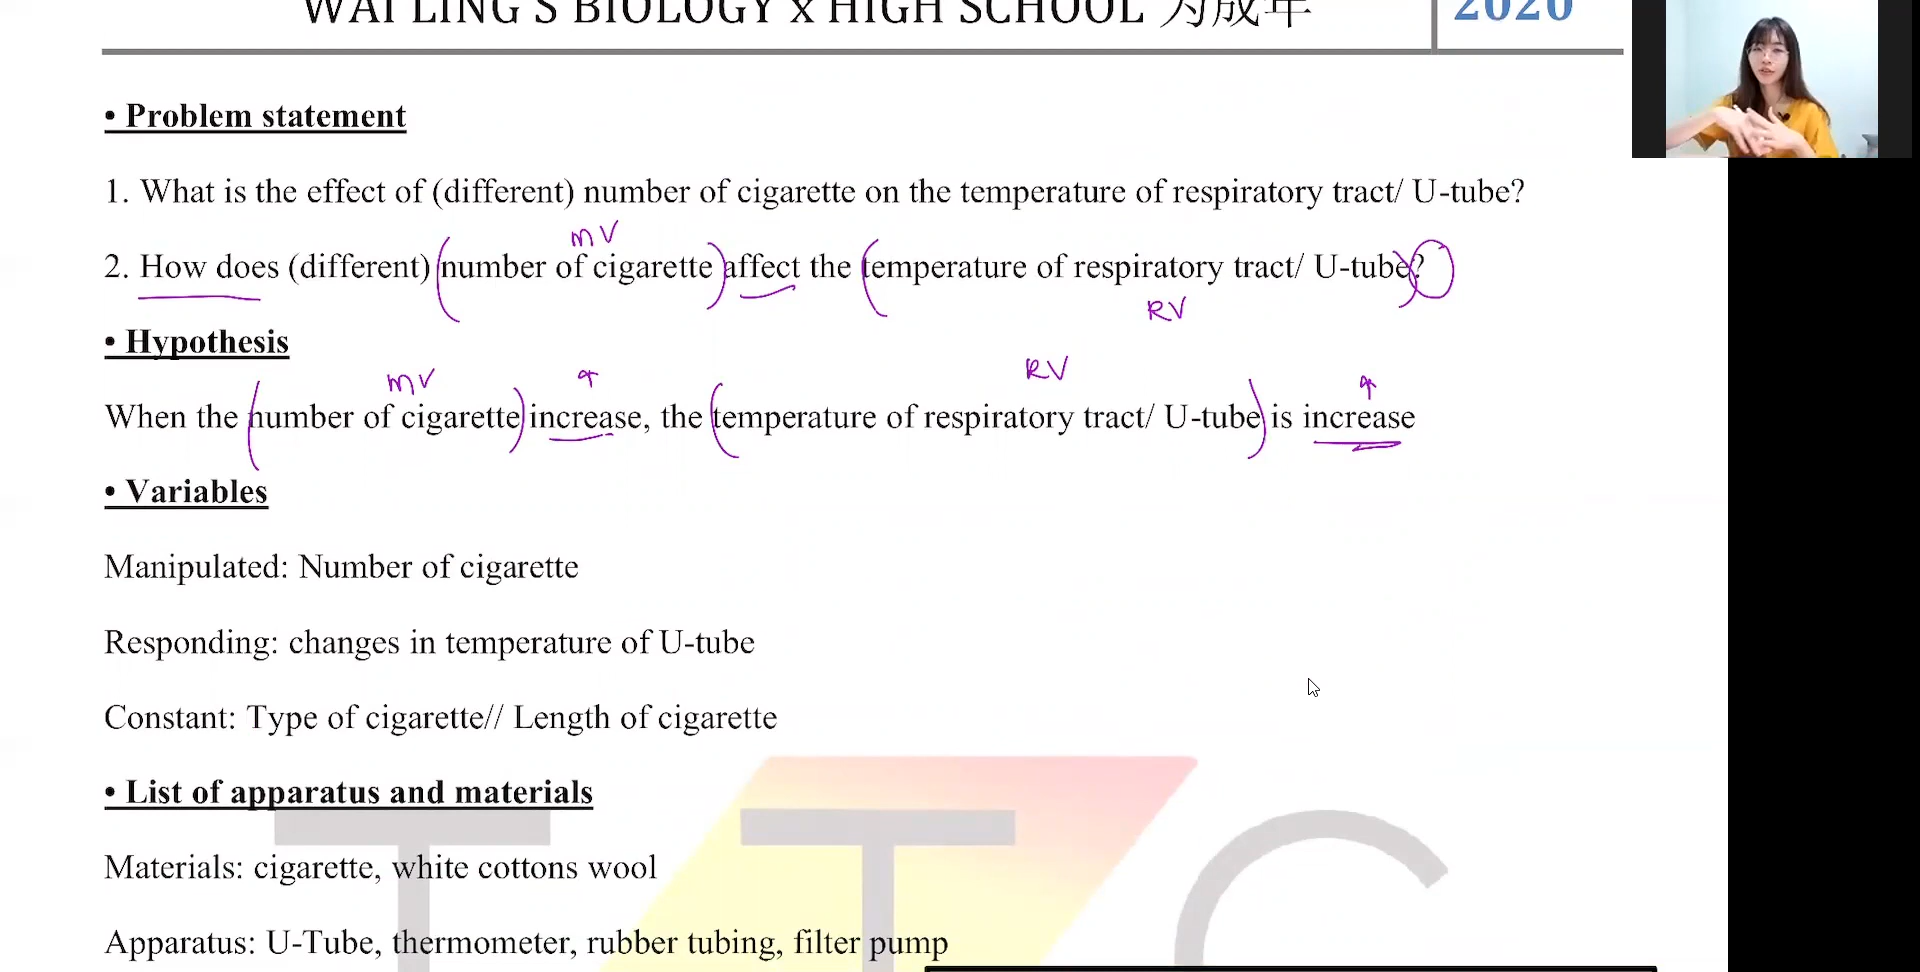 WAI LING'S BIOLOGY x HIGH SCHOOL 为成年
2020
• Problem statement
1. What is the effect of (different) number of cigarette on the temperature of respiratory tract/ U-tube?
MV
2. How does (different) (number of cigarette) affect the (temperature of respiratory tract/ U-tube)?
RV
• Hypothesis
MV ↑ RV ↑
When the (number of cigarette) increase, the (temperature of respiratory tract/ U-tube) is increase
• Variables
Manipulated: Number of cigarette
Responding: changes in temperature of U-tube
Constant: Type of cigarette// Length of cigarette
• List of apparatus and materials
Materials: cigarette, white cottons wool
Apparatus: U-Tube, thermometer, rubber tubing, filter pump
TTC